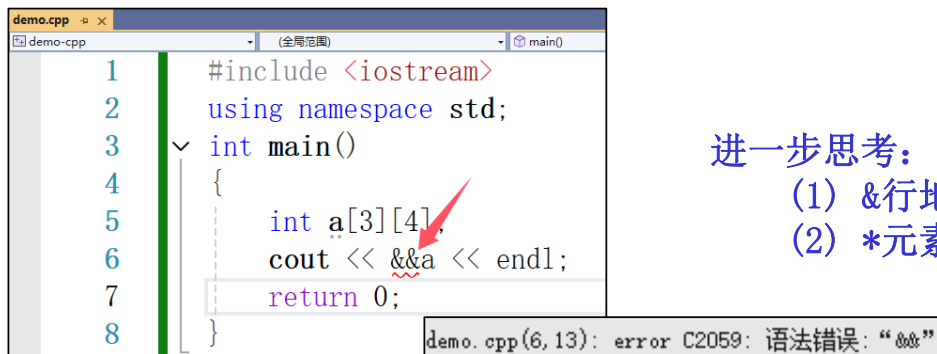 demo.cpp
demo-cpp (全局范围) main()
1 #include <iostream>
2 using namespace std;
3 int main()
4 {
5 int a[3][4];
6 cout << &&a << endl;
7 return 0;
8 }
进一步思考:
(1) &行
(2) *元
demo.cpp(6,13): error C2059: 语法错误:“&&”